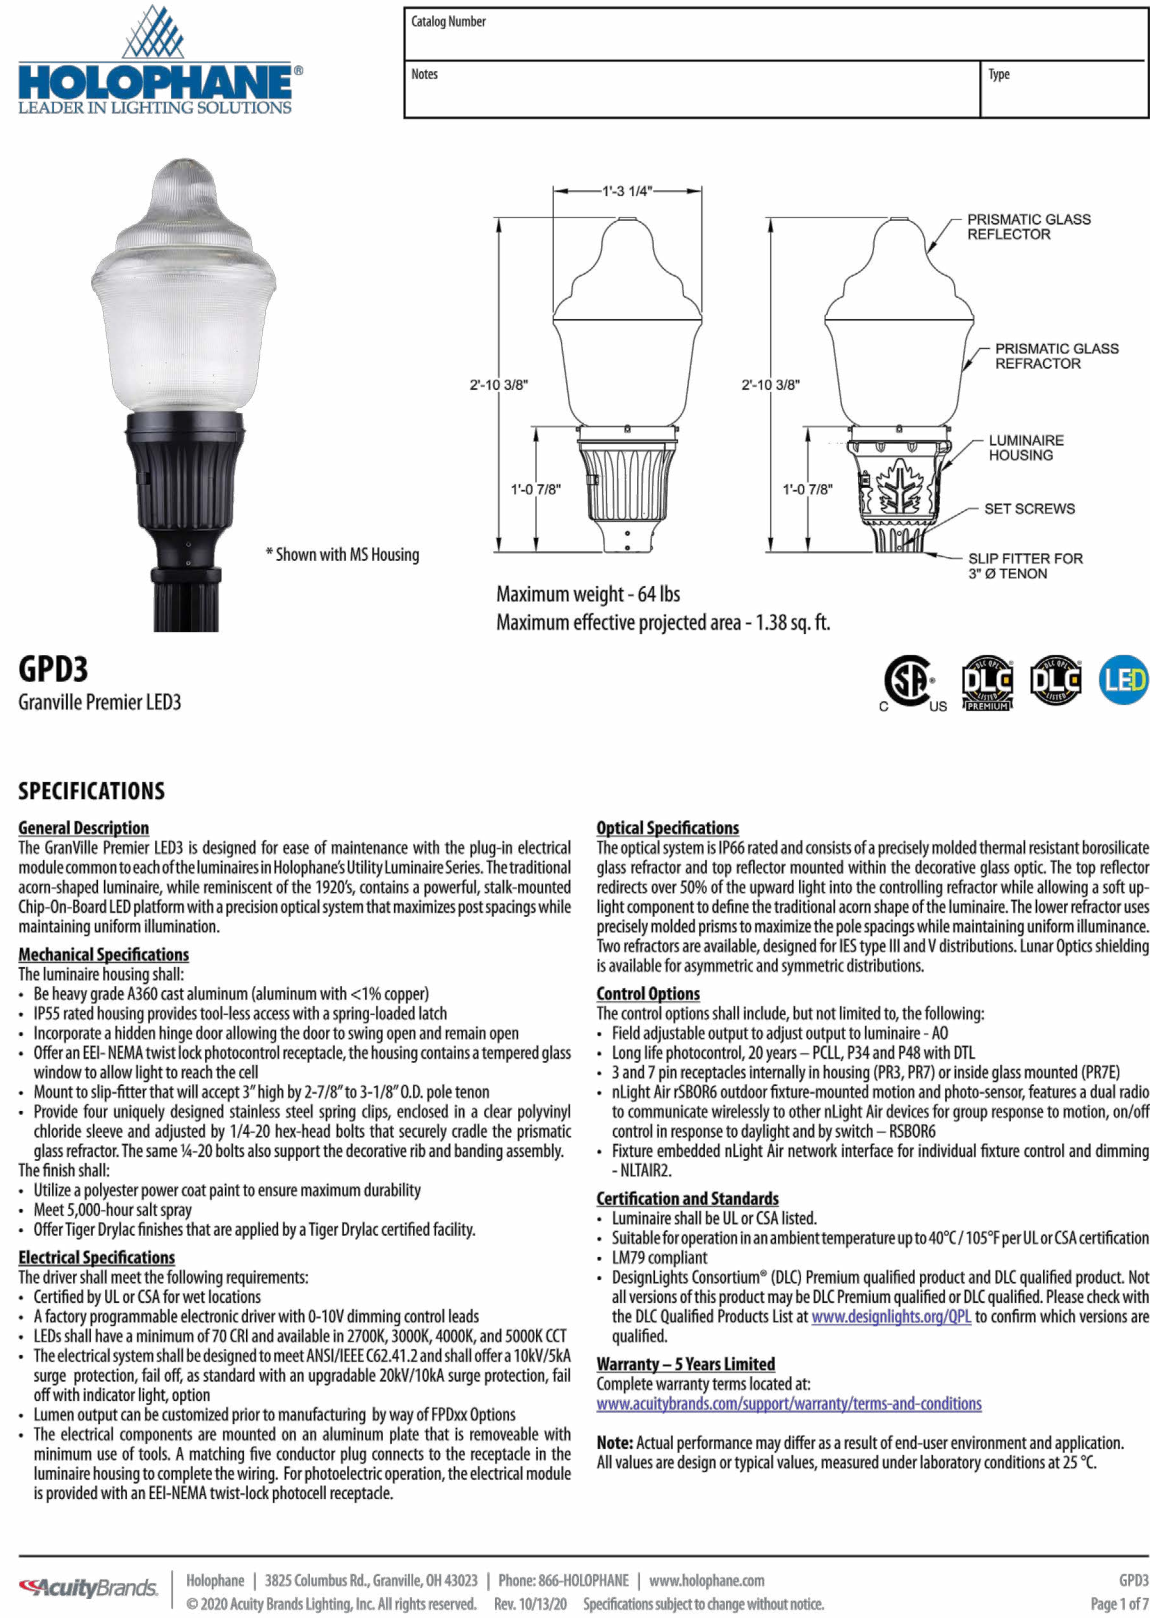 HOLOPHANE®
LEADER IN LIGHTING SOLUTIONS
Catalog Number
Notes
Type
* Shown with MS Housing
1'-3 1/4"
2'-10 3/8"
1'-0 7/8"
2'-10 3/8"
1'-0 7/8"
PRISMATIC GLASS
REFLECTOR
PRISMATIC GLASS
REFRACTOR
LUMINAIRE
HOUSING
SET SCREWS
SLIP FITTER FOR
3" Ø TENON
Maximum weight - 64 lbs
Maximum effective projected area - 1.38 sq. ft.
GPD3
Granville Premier LED3
C SA® US
DLC QPL LISTED PREMIUM
DLC QPL LISTED
LED
SPECIFICATIONS
General Description
The GranVille Premier LED3 is designed for ease of maintenance with the plug-in electrical
module common to each of the luminaires in Holophane's Utility Luminaire Series. The traditional
acorn-shaped luminaire, while reminiscent of the 1920's, contains a powerful, stalk-mounted
Chip-On-Board LED platform with a precision optical system that maximizes post spacings while
maintaining uniform illumination.
Mechanical Specifications
The luminaire housing shall:
• Be heavy grade A360 cast aluminum (aluminum with <1% copper)
• IP55 rated housing provides tool-less access with a spring-loaded latch
• Incorporate a hidden hinge door allowing the door to swing open and remain open
• Offer an EEI- NEMA twist lock photocontrol receptacle, the housing contains a tempered glass
window to allow light to reach the cell
• Mount to slip-fitter that will accept 3" high by 2-7/8" to 3-1/8" O.D. pole tenon
• Provide four uniquely designed stainless steel spring clips, enclosed in a clear polyvinyl
chloride sleeve and adjusted by 1/4-20 hex-head bolts that securely cradle the prismatic
glass refractor. The same ¼-20 bolts also support the decorative rib and banding assembly.
The finish shall:
• Utilize a polyester power coat paint to ensure maximum durability
• Meet 5,000-hour salt spray
• Offer Tiger Drylac finishes that are applied by a Tiger Drylac certified facility.
Electrical Specifications
The driver shall meet the following requirements:
• Certified by UL or CSA for wet locations
• A factory programmable electronic driver with 0-10V dimming control leads
• LEDs shall have a minimum of 70 CRI and available in 2700K, 3000K, 4000K, and 5000K CCT
• The electrical system shall be designed to meet ANSI/IEEE C62.41.2 and shall offer a 10kV/5kA
surge protection, fail off, as standard with an upgradable 20kV/10kA surge protection, fail
off with indicator light, option
• Lumen output can be customized prior to manufacturing by way of FPDxx Options
• The electrical components are mounted on an aluminum plate that is removeable with
minimum use of tools. A matching five conductor plug connects to the receptacle in the
luminaire housing to complete the wiring. For photoelectric operation, the electrical module
is provided with an EEI-NEMA twist-lock photocell receptacle.
Optical Specifications
The optical system is IP66 rated and consists of a precisely molded thermal resistant borosilicate
glass refractor and top reflector mounted within the decorative glass optic. The top reflector
redirects over 50% of the upward light into the controlling refractor while allowing a soft up-
light component to define the traditional acorn shape of the luminaire. The lower refractor uses
precisely molded prisms to maximize the pole spacings while maintaining uniform illuminance.
Two refractors are available, designed for IES type III and V distributions. Lunar Optics shielding
is available for asymmetric and symmetric distributions.
Control Options
The control options shall include, but not limited to, the following:
• Field adjustable output to adjust output to luminaire - AO
• Long life photocontrol, 20 years – PCLL, P34 and P48 with DTL
• 3 and 7 pin receptacles internally in housing (PR3, PR7) or inside glass mounted (PR7E)
• nLight Air rSBOR6 outdoor fixture-mounted motion and photo-sensor, features a dual radio
to communicate wirelessly to other nLight Air devices for group response to motion, on/off
control in response to daylight and by switch – RSBOR6
• Fixture embedded nLight Air network interface for individual fixture control and dimming
- NLTAIR2.
Certification and Standards
• Luminaire shall be UL or CSA listed.
• Suitable for operation in an ambient temperature up to 40°C / 105°F per UL or CSA certification
• LM79 compliant
• DesignLights Consortium® (DLC) Premium qualified product and DLC qualified product. Not
all versions of this product may be DLC Premium qualified or DLC qualified. Please check with
the DLC Qualified Products List at www.designlights.org/QPL to confirm which versions are
qualified.
Warranty – 5 Years Limited
Complete warranty terms located at:
www.acuitybrands.com/support/warranty/terms-and-conditions
Note: Actual performance may differ as a result of end-user environment and application.
All values are design or typical values, measured under laboratory conditions at 25 °C.
AcuityBrands.
Holophane | 3825 Columbus Rd., Granville, OH 43023 | Phone: 866-HOLOPHANE | www.holophane.com
© 2020 Acuity Brands Lighting, Inc. All rights reserved. Rev. 10/13/20 Specifications subject to change without notice.
GPD3
Page 1 of 7